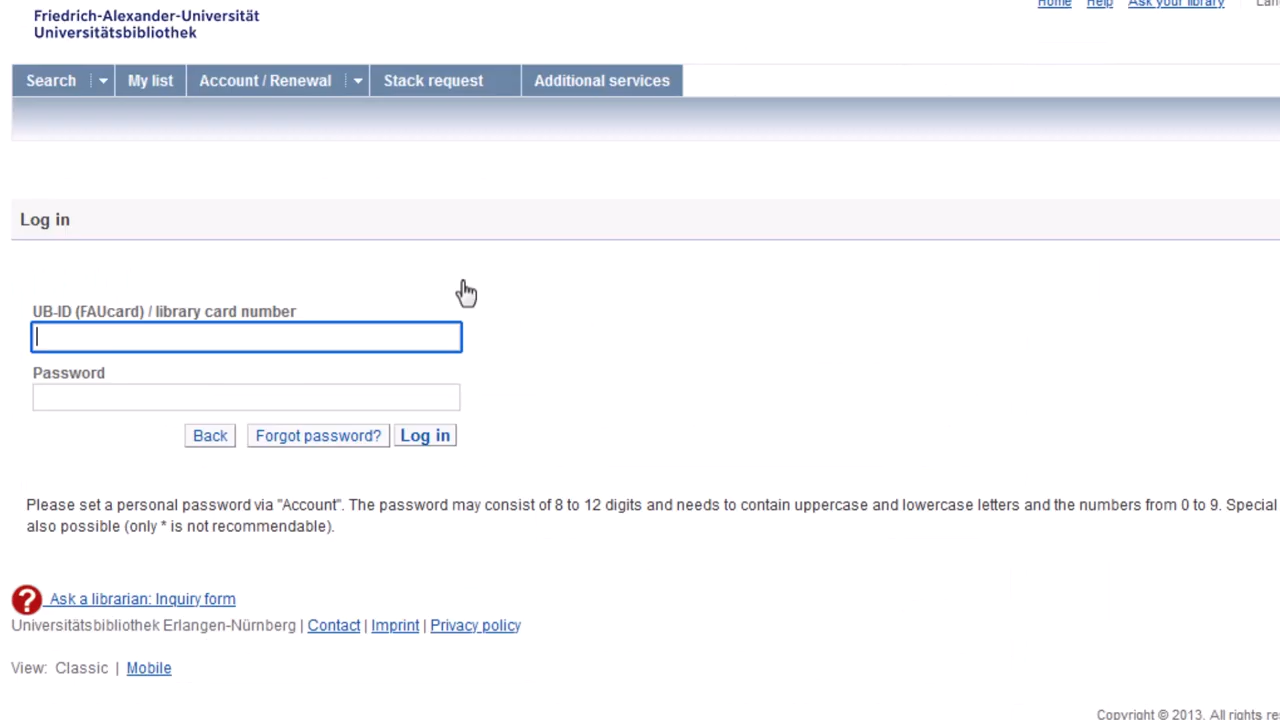 Friedrich-Alexander-Universität
Universitätsbibliothek
Home Help Ask your library
Search My list Account / Renewal Stack request Additional services
Log in
UB-ID (FAUcard) / library card number
Password
Back Forgot password? Log in
Please set a personal password via "Account". The password may consist of 8 to 12 digits and needs to contain uppercase and lowercase letters and the numbers from 0 to 9. Special
also possible (only * is not recommendable).
? Ask a librarian: Inquiry form
Universitätsbibliothek Erlangen-Nürnberg | Contact | Imprint | Privacy policy
View: Classic | Mobile
Copyright © 2013. All rights